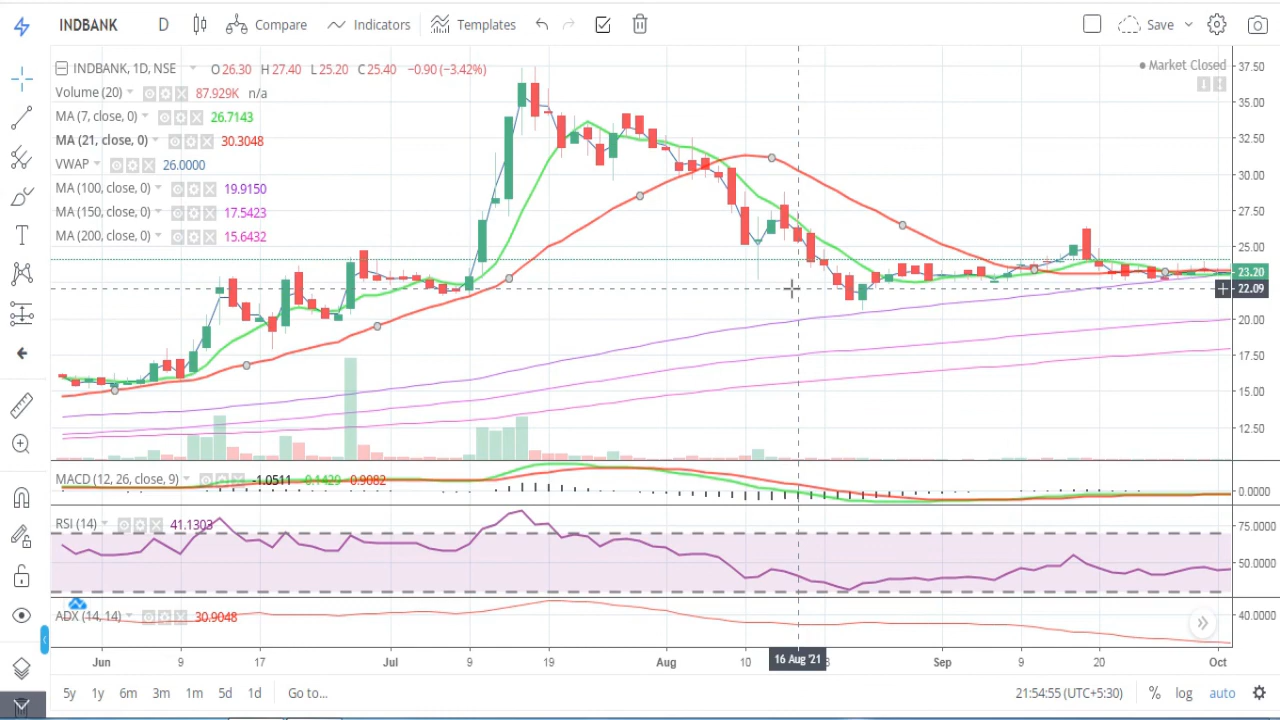 INDBANK D Compare Indicators Templates Save
INDBANK, 1D, NSE O 26.30 H 27.40 L 25.20 C 25.40 −0.90 (−3.42%)
Market Closed
Volume (20) 87.929K n/a
MA (7, close, 0) 26.7143
MA (21, close, 0) 30.3048
VWAP 26.0000
MA (100, close, 0) 19.9150
MA (150, close, 0) 17.5423
MA (200, close, 0) 15.6432
37.50
35.00
32.50
30.00
27.50
25.00
23.20
22.09
20.00
17.50
15.00
12.50
MACD (12, 26, close, 9) -1.0511 -0.1429 0.9082
0.0000
RSI (14) 41.1303
75.0000
50.0000
ADX (14, 14) 30.9048
40.0000
Jun 9 17 Jul 9 19 Aug 10 16 Aug '21 Sep 9 20 Oct
5y 1y 6m 3m 1m 5d 1d Go to... 21:54:55 (UTC+5:30) % log auto